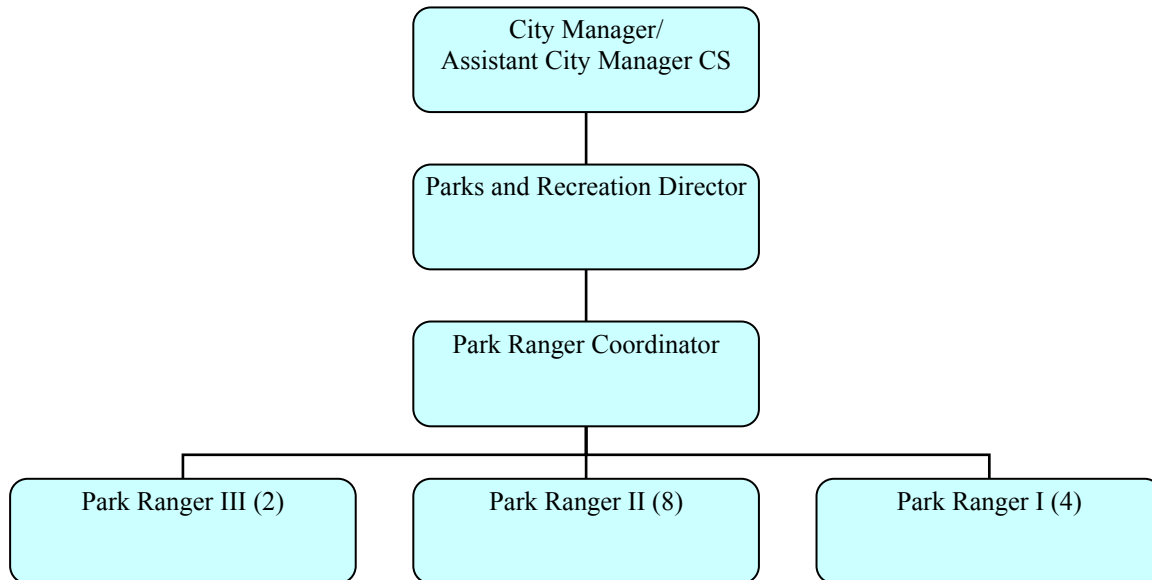 City Manager/
Assistant City Manager CS
Parks and Recreation Director
Park Ranger Coordinator
Park Ranger III (2)
Park Ranger II (8)
Park Ranger I (4)